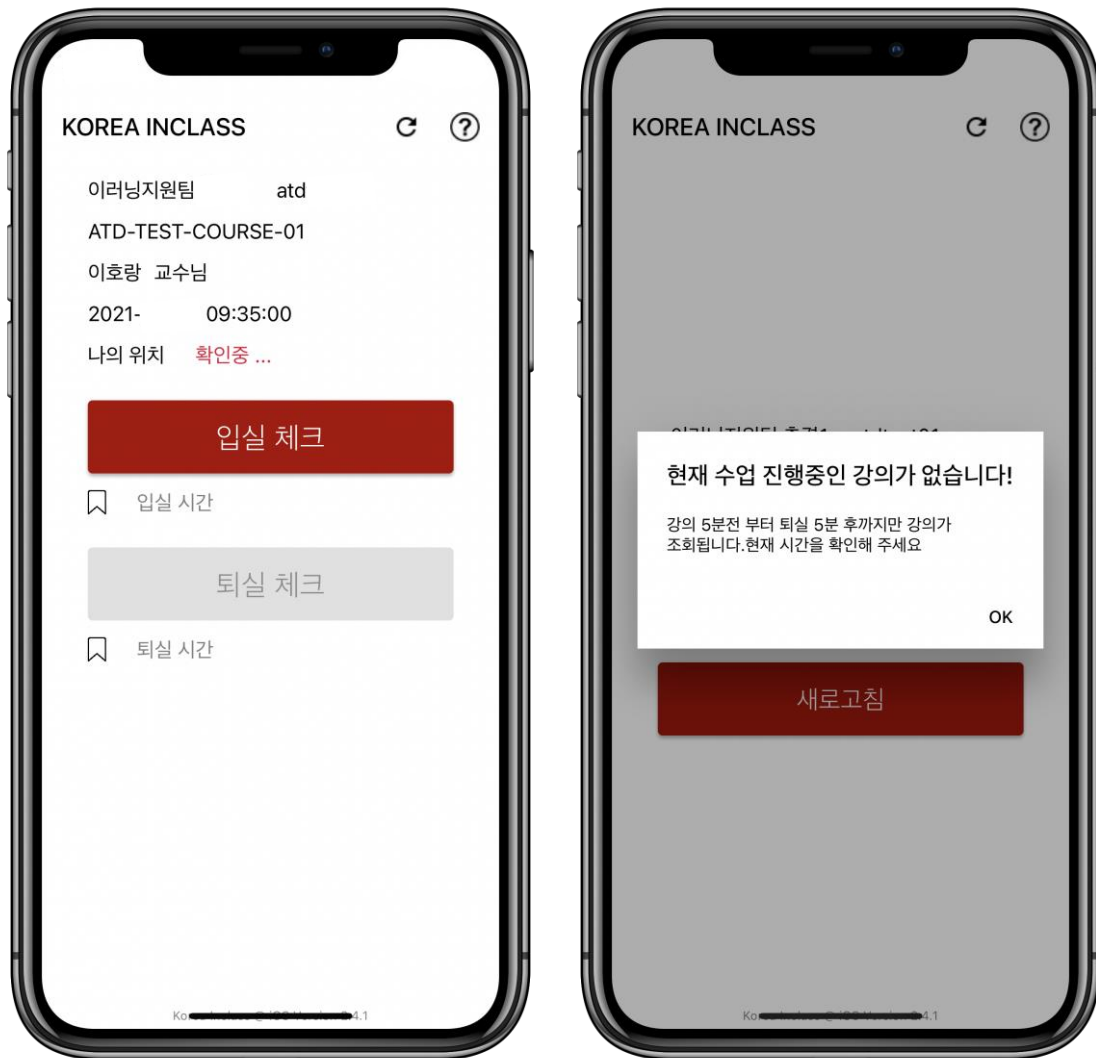 KOREA INCLASS
이러닝지원팀 atd
ATD-TEST-COURSE-01
이호랑 교수님
2021- 09:35:00
나의 위치 확인중 ...
입실 체크
입실 시간
퇴실 체크
퇴실 시간
4.1
KOREA INCLASS
현재 수업 진행중인 강의가 없습니다!
강의 5분전 부터 퇴실 5분 후까지만 강의가
조회됩니다.현재 시간을 확인해 주세요
OK
새로고침
4.1